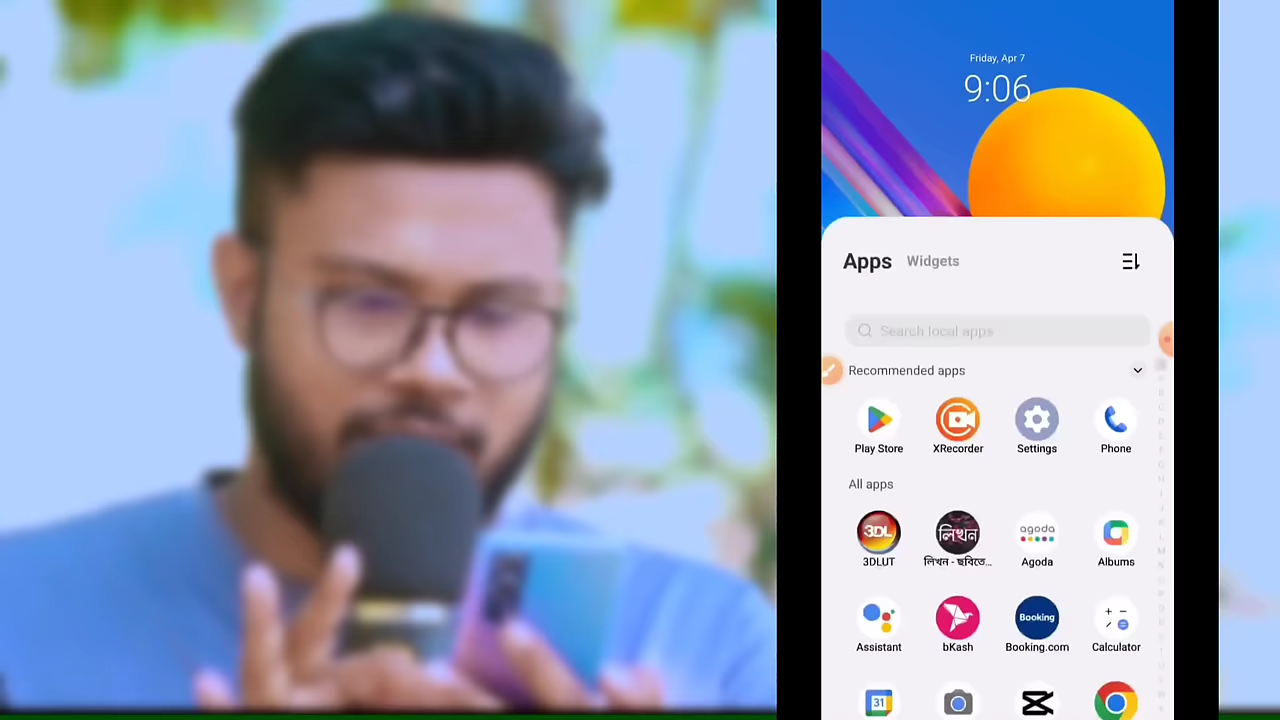 Friday, Apr 7
9:06
Apps Widgets
Search local apps
Recommended apps
Play Store XRecorder Settings Phone
All apps
3DL লিখন agoda
3DLUT লিখন - ছবিতে... Agoda Albums
Booking
Assistant bKash Booking.com Calculator
31